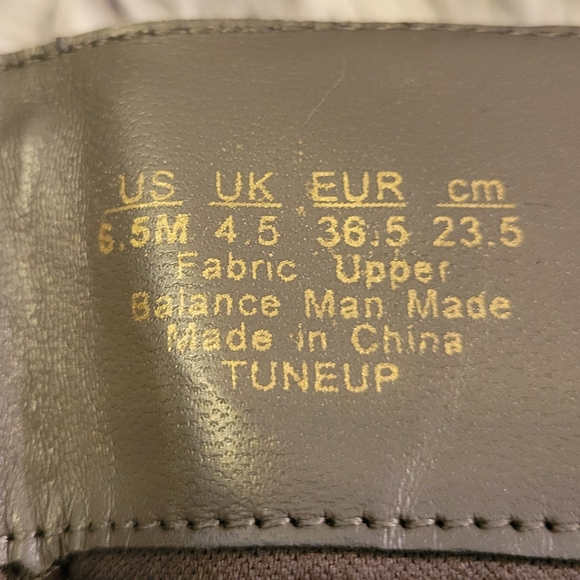 US UK EUR cm
6.5M 4.5 36.5 23.5
Fabric Upper
Balance Man Made
Made in China
TUNEUP